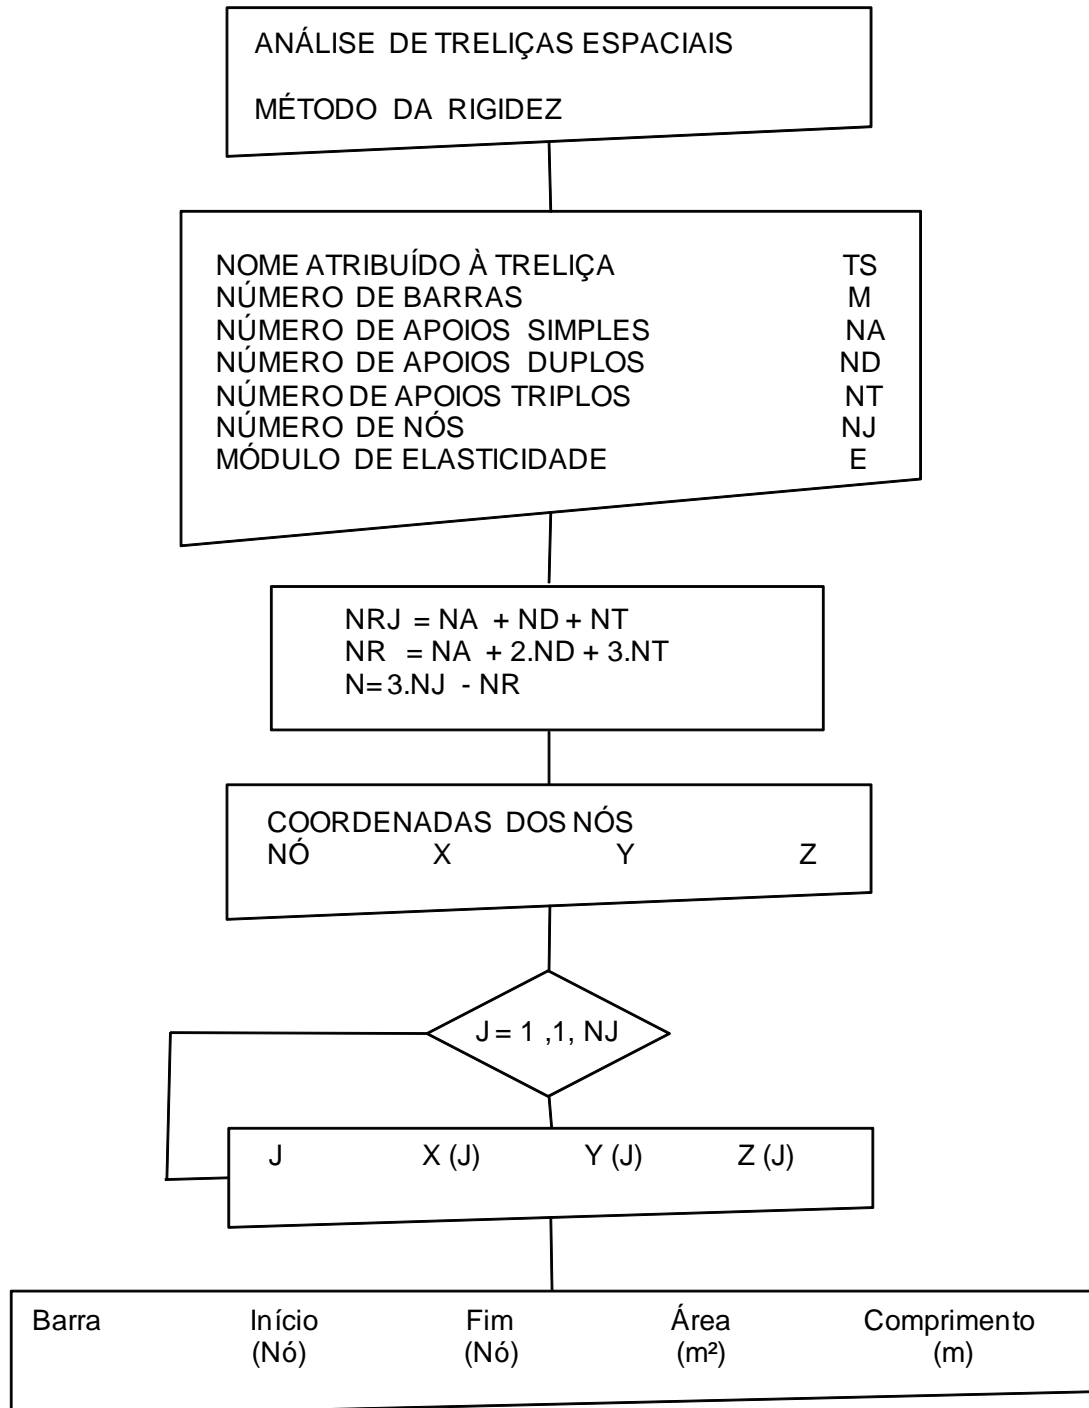 ANÁLISE DE TRELIÇAS ESPACIAIS
MÉTODO DA RIGIDEZ
NOME ATRIBUÍDO À TRELIÇA TS
NÚMERO DE BARRAS M
NÚMERO DE APOIOS SIMPLES NA
NÚMERO DE APOIOS DUPLOS ND
NÚMERO DE APOIOS TRIPLOS NT
NÚMERO DE NÓS NJ
MÓDULO DE ELASTICIDADE E
NRJ = NA + ND + NT
NR = NA + 2.ND + 3.NT
N=3.NJ - NR
COORDENADAS DOS NÓS
NÓ X Y Z
J = 1 ,1, NJ
J X (J) Y (J) Z (J)
Barra Início Fim Área Comprimento
(Nó) (Nó) (m²) (m)